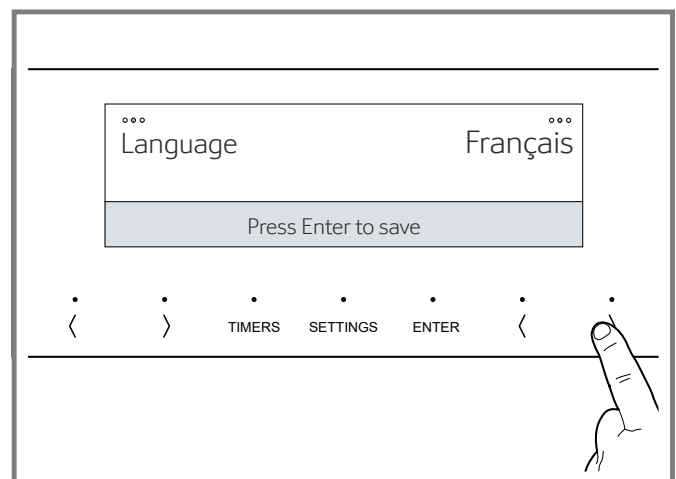 Language Français
Press Enter to save
〈 〉 TIMERS SETTINGS ENTER 〈